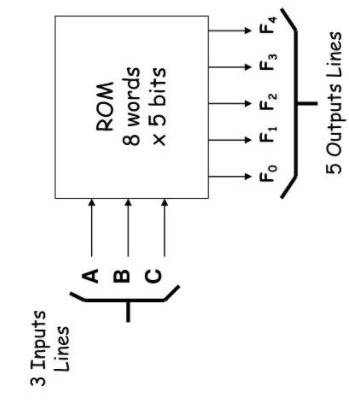 3 Inputs
Lines
A
B
C
ROM
8 words
x 5 bits
F0 F1 F2 F3 F4
5 Outputs Lines